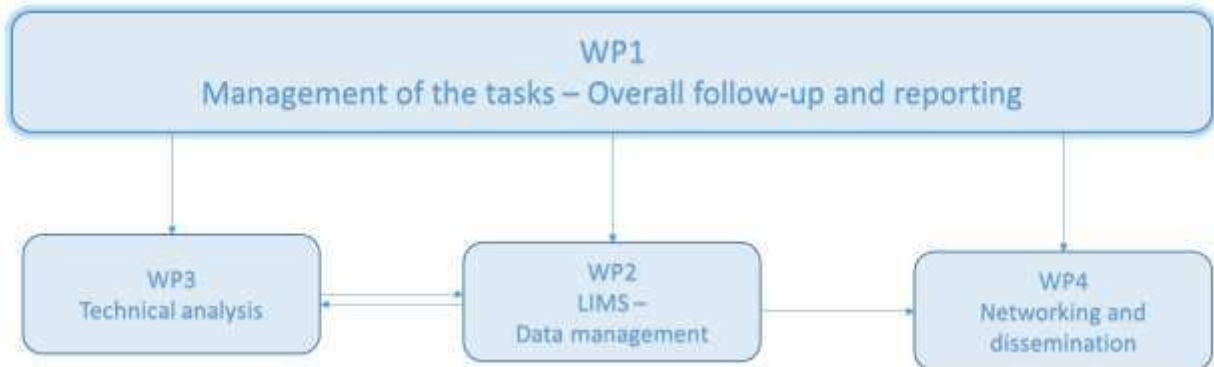 WP1
Management of the tasks – Overall follow-up and reporting
WP3
Technical analysis
WP2
LIMS –
Data management
WP4
Networking and
dissemination